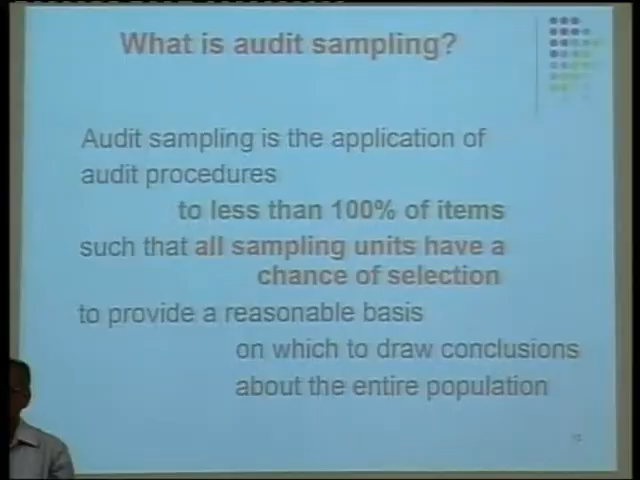 What is audit sampling?
Audit sampling is the application of
audit procedures
to less than 100% of items
such that all sampling units have a
chance of selection
to provide a reasonable basis
on which to draw conclusions
about the entire population